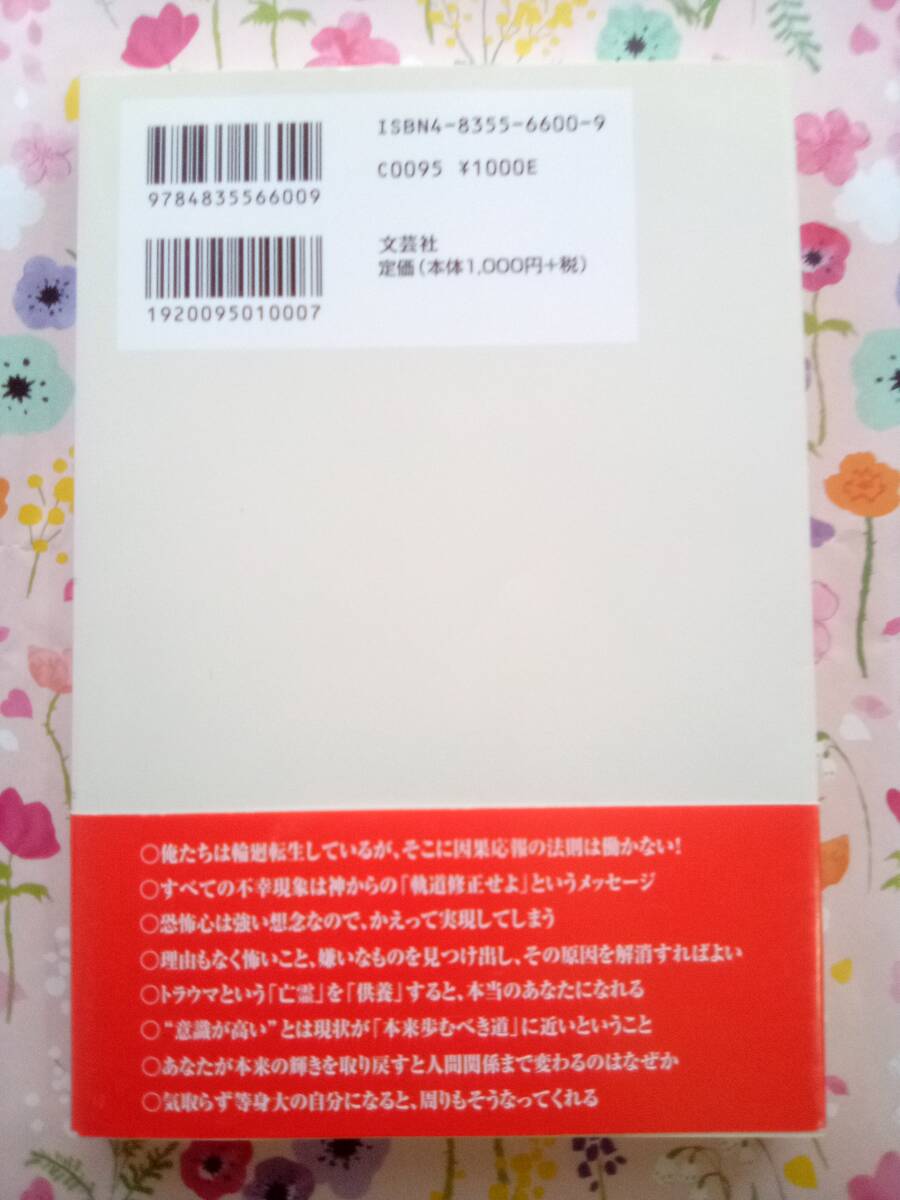 ISBN4-8355-6600-9
C0095 ¥1000E
9784835566009
文芸社
定価(本体1,000円+税)
1920095010007
○俺たちは輪廻転生しているが、そこに因果応報の法則は働かない!
○すべての不幸現象は神からの「軌道修正せよ」というメッセージ
○恐怖心は強い想念なので、かえって実現してしまう
○理由もなく怖いこと、嫌いなものを見つけ出し、その原因を解消すればよい
○トラウマという「亡霊」を「供養」すると、本当のあなたになれる
○“意識が高い”とは現状が「本来歩むべき道」に近いということ
○あなたが本来の輝きを取り戻すと人間関係まで変わるのはなぜか
○気取らず等身大の自分になると、周りもそうなってくれる